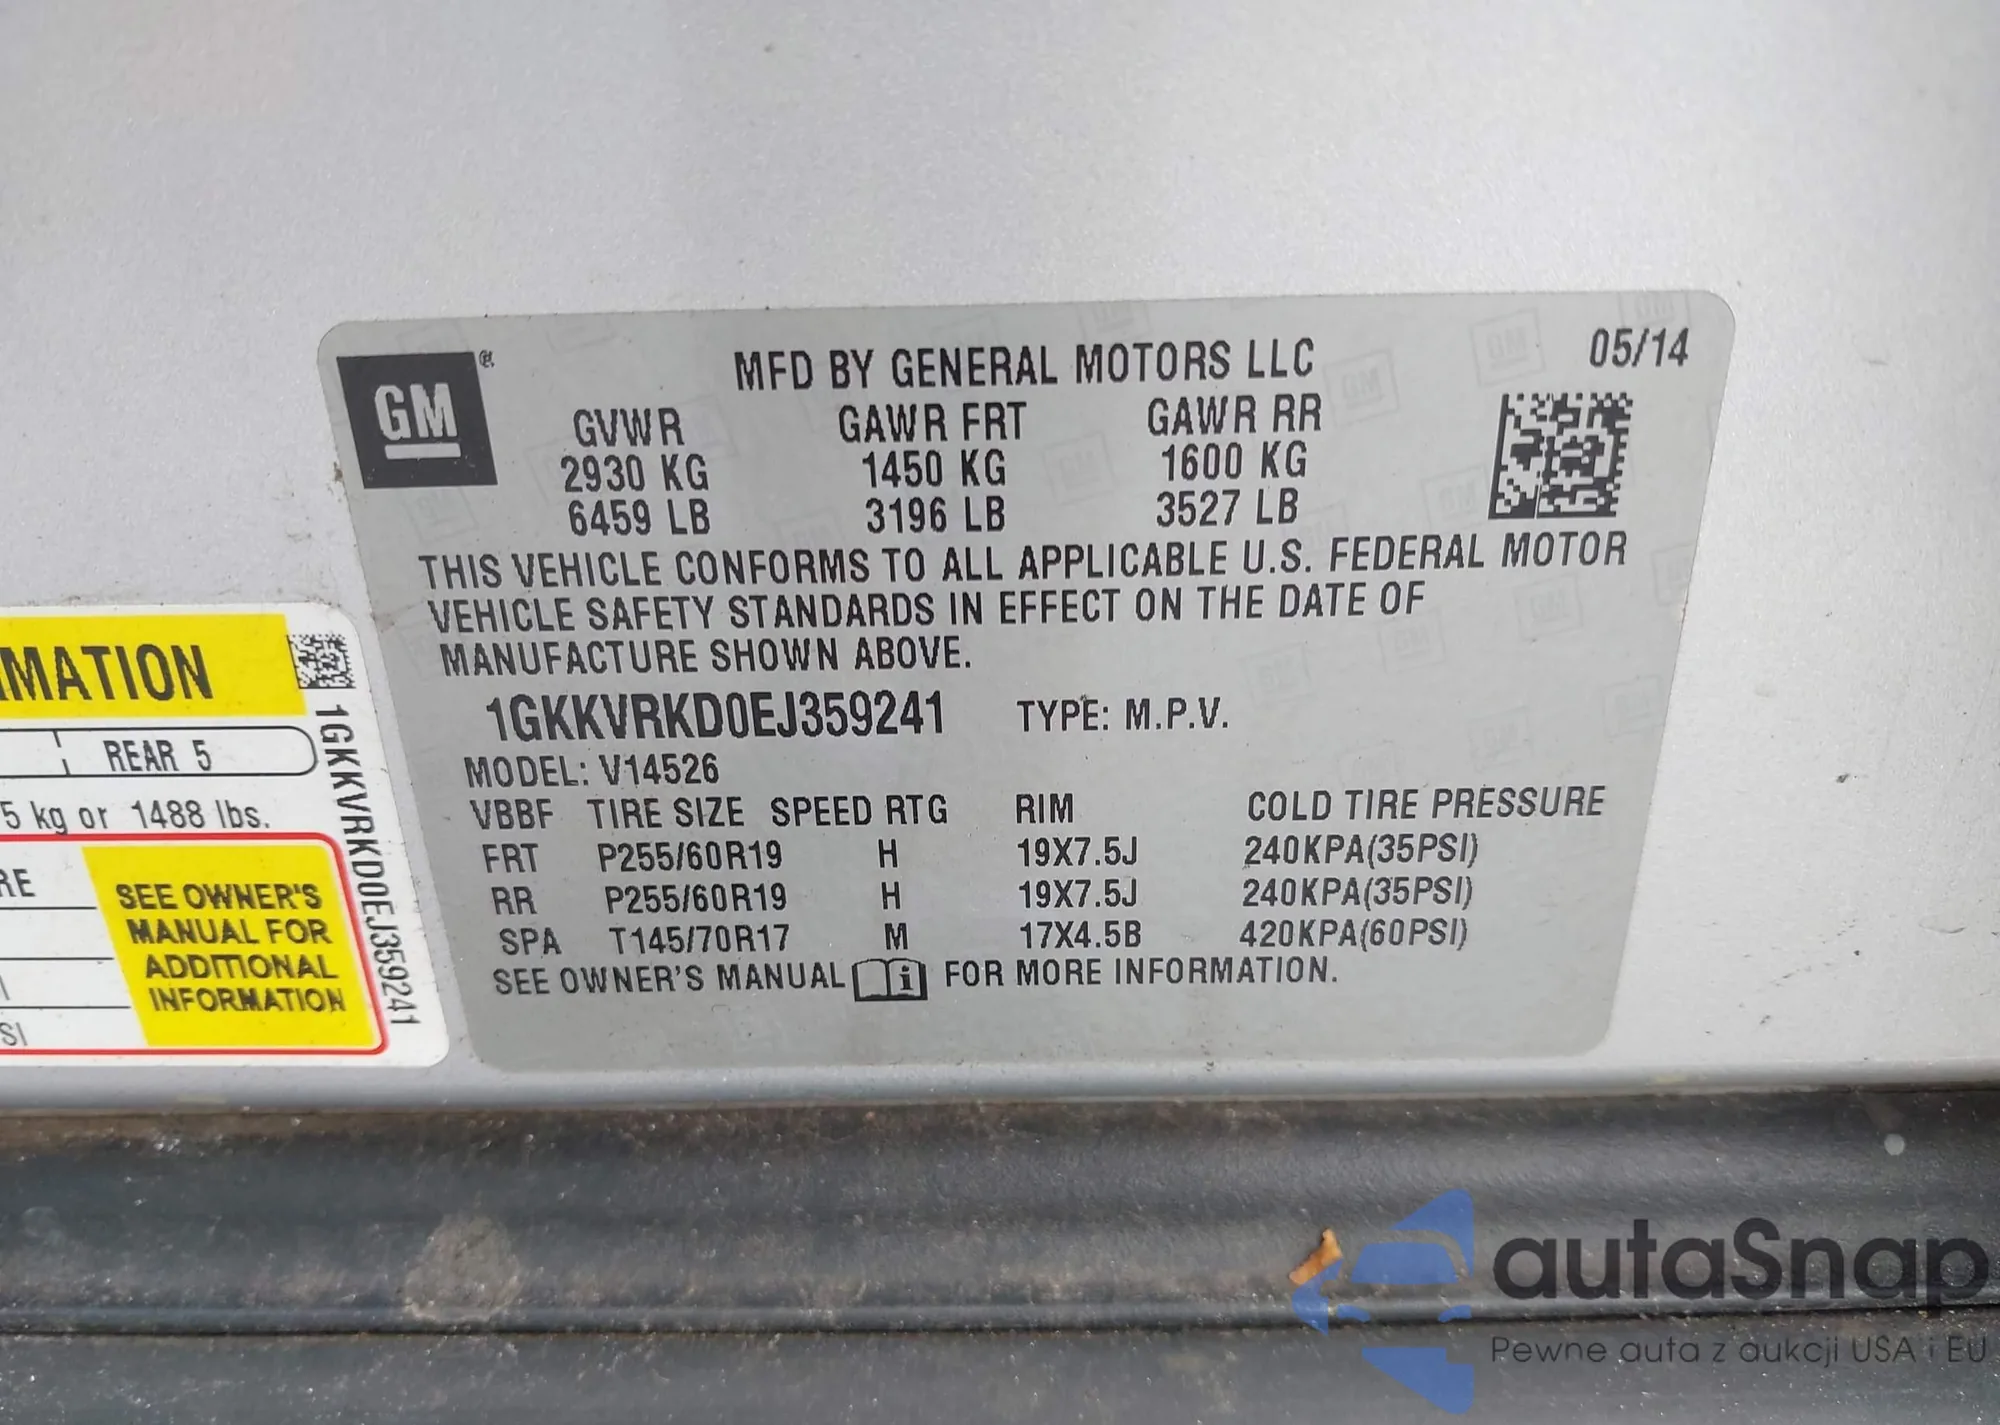 GM
MFD BY GENERAL MOTORS LLC
05/14
GVWR GAWR FRT GAWR RR
2930 KG 1450 KG 1600 KG
6459 LB 3196 LB 3527 LB
THIS VEHICLE CONFORMS TO ALL APPLICABLE U.S. FEDERAL MOTOR
VEHICLE SAFETY STANDARDS IN EFFECT ON THE DATE OF
MANUFACTURE SHOWN ABOVE.
1GKKVRKD0EJ359241 TYPE: M.P.V.
MODEL: V14526
VBBF TIRE SIZE SPEED RTG RIM COLD TIRE PRESSURE
FRT P255/60R19 H 19X7.5J 240KPA(35PSI)
RR P255/60R19 H 19X7.5J 240KPA(35PSI)
SPA T145/70R17 M 17X4.5B 420KPA(60PSI)
SEE OWNER'S MANUAL i FOR MORE INFORMATION.
MATION
REAR 5
5 kg or 1488 lbs.
RE
SEE OWNER'S
MANUAL FOR
ADDITIONAL
INFORMATION
SI
1GKKVRKD0EJ359241
autaSnap
Pewne auta z aukcji USA i EU